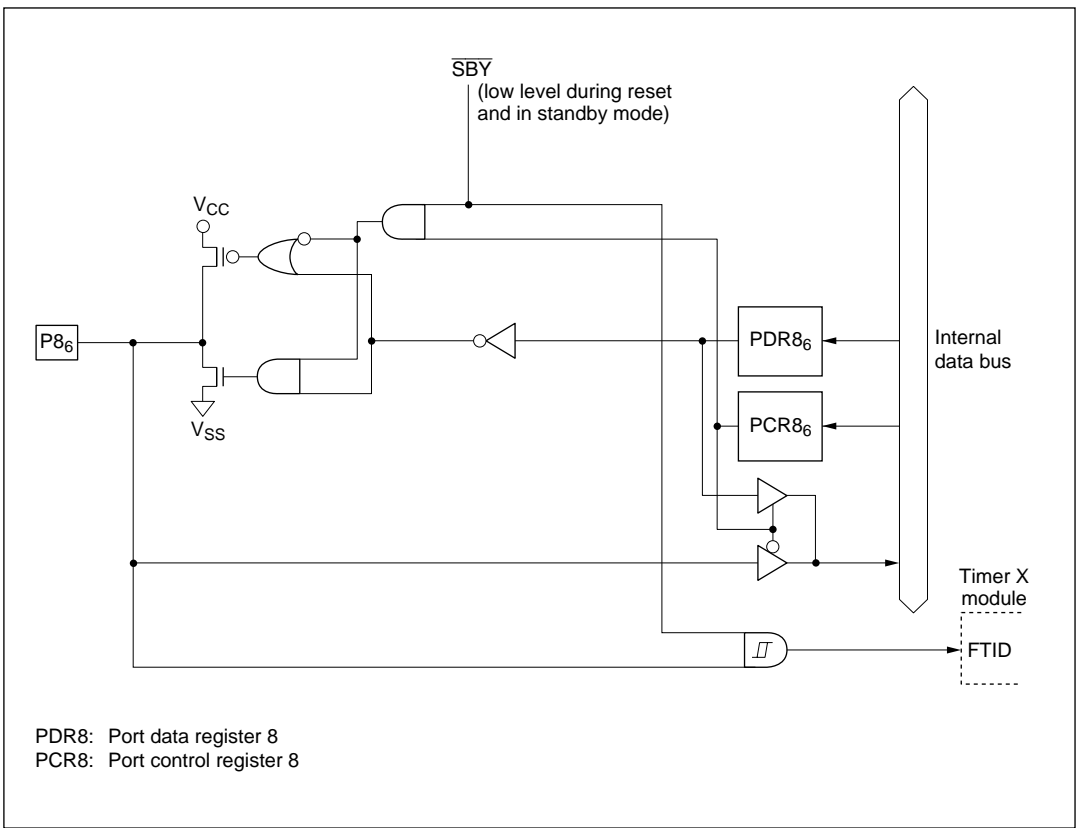 S̅B̅Y̅
(low level during reset
and in standby mode)
VCC
P8₆
VSS
PDR8₆
PCR8₆
Internal
data bus
Timer X
module
FTID
PDR8: Port data register 8
PCR8: Port control register 8